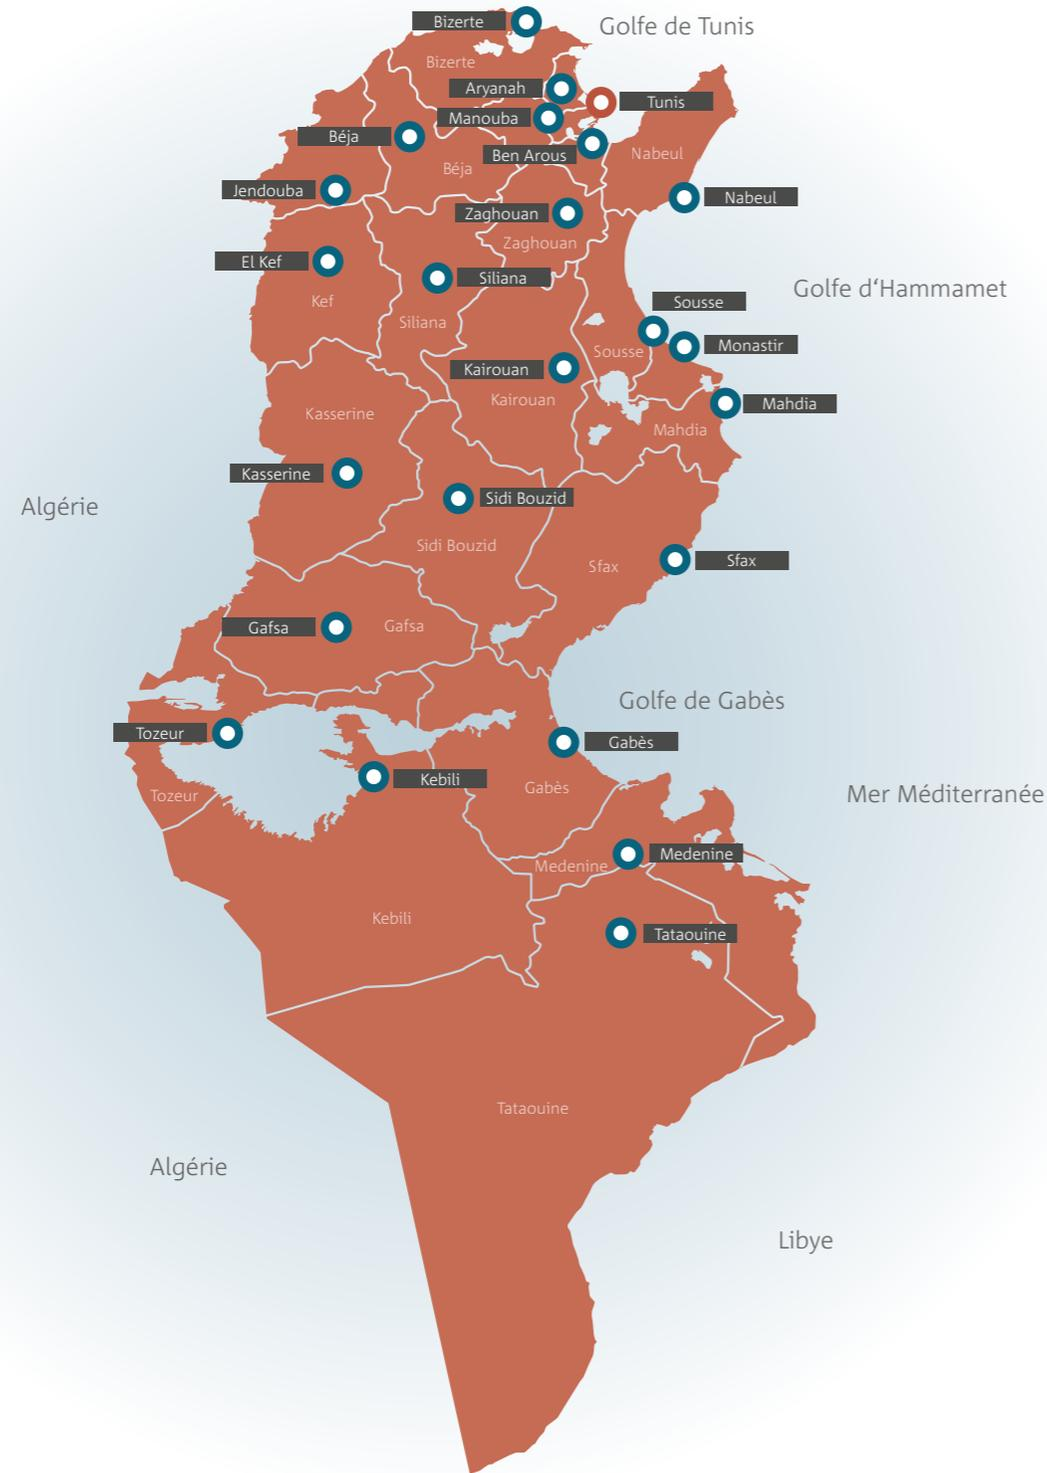 Bizerte
Golfe de Tunis
Bizerte
Aryanah
Tunis
Manouba
Béja
Ben Arous
Nabeul
Béja
Jendouba
Nabeul
Zaghouan
Zaghouan
El Kef
Siliana
Golfe d‘Hammamet
Kef
Sousse
Siliana
Monastir
Sousse
Kairouan
Kairouan
Mahdia
Kasserine
Mahdia
Kasserine
Sidi Bouzid
Algérie
Sidi Bouzid
Sfax
Sfax
Gafsa
Gafsa
Golfe de Gabès
Tozeur
Gabès
Kebili
Gabès
Tozeur
Mer Méditerranée
Medenine
Medenine
Kebili
Tataouine
Tataouine
Algérie
Libye